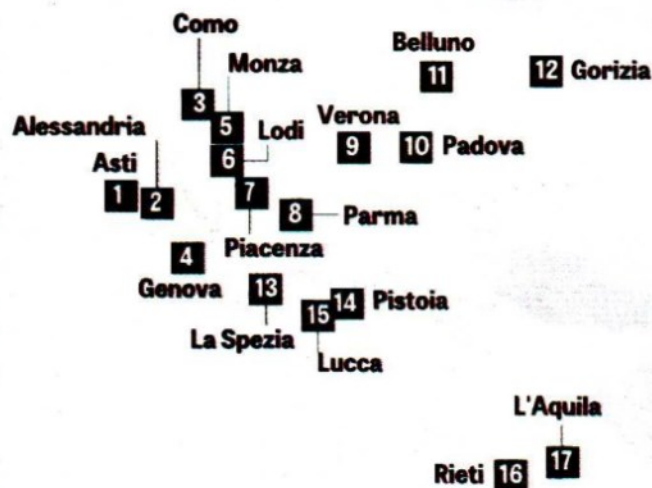 Como
Monza
Belluno
11
12 Gorizia
3
5
Verona
Alessandria
Lodi
Asti
6
9
10 Padova
1
2
7
8 Parma
Piacenza
4
Genova
13
14 Pistoia
15
La Spezia
Lucca
L'Aquila
Rieti 16
17